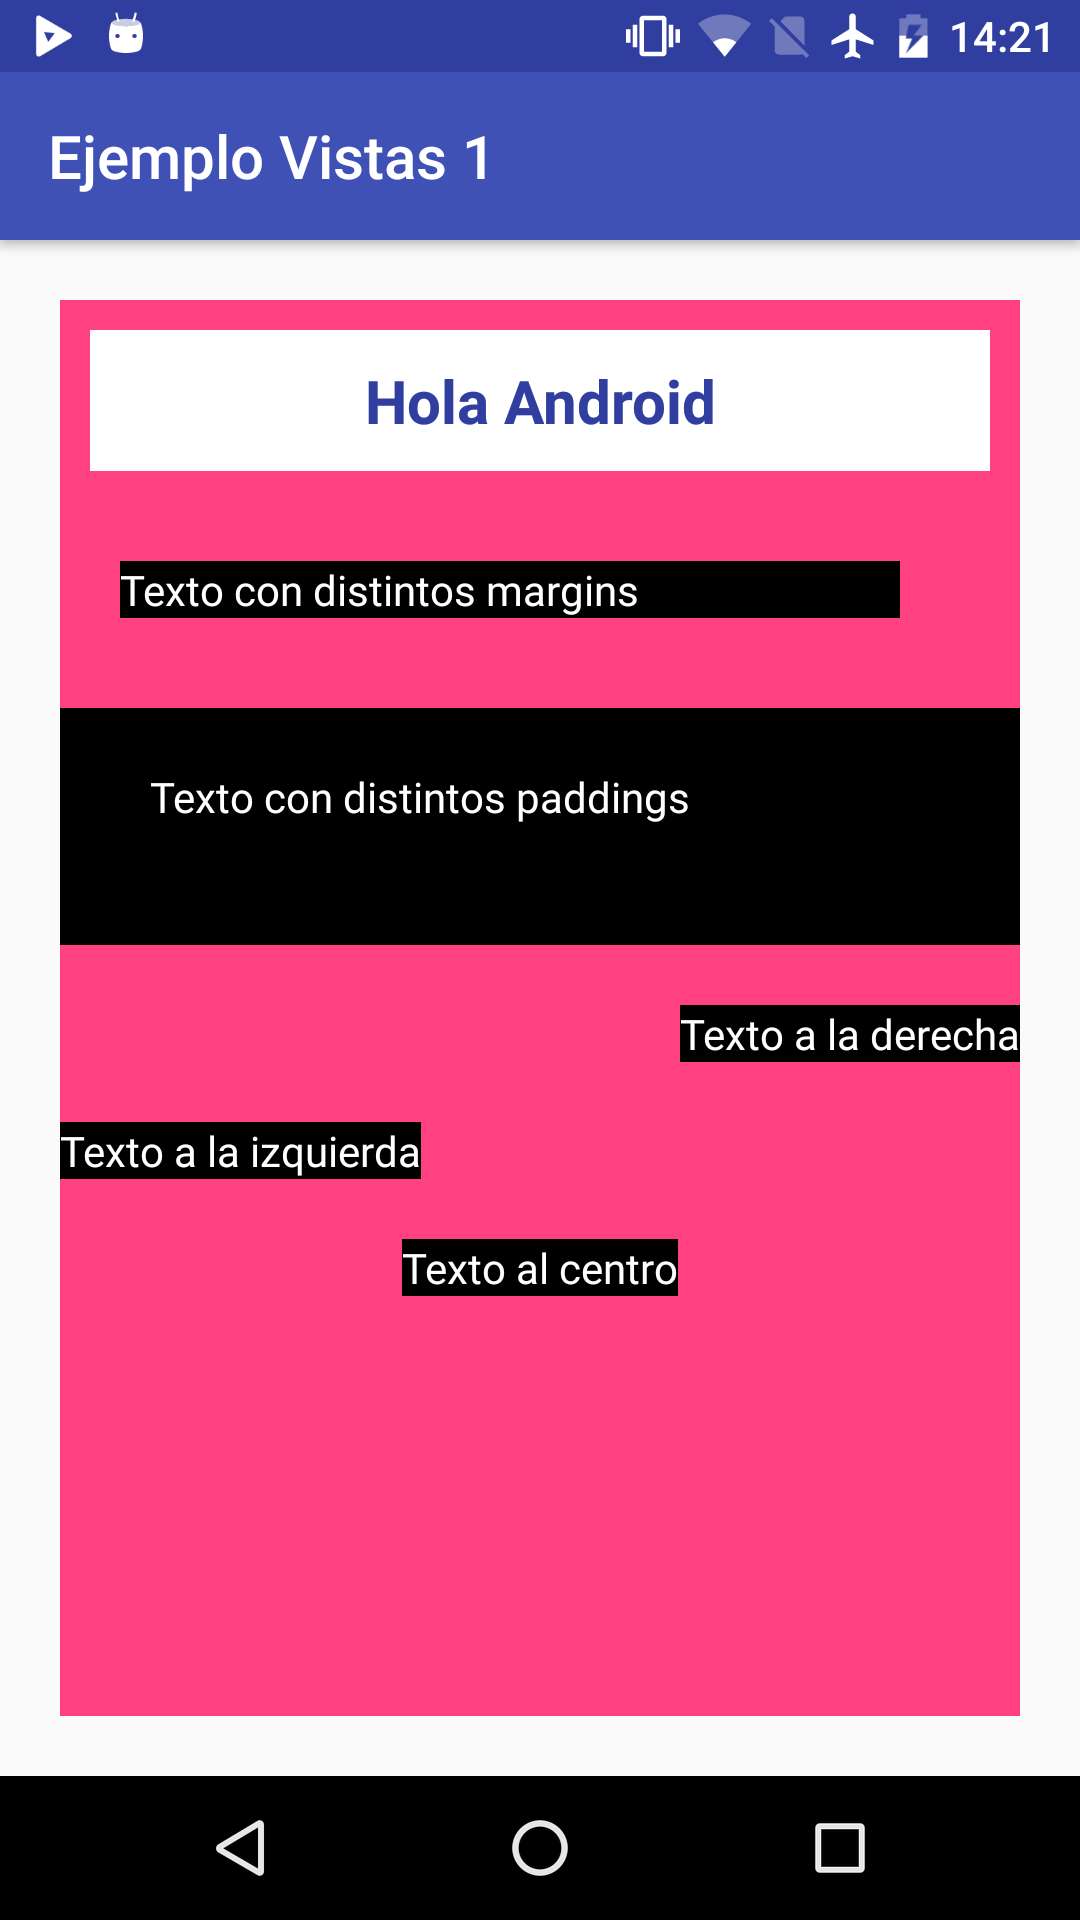 14:21
Ejemplo Vistas 1
Hola Android
Texto con distintos margins
Texto con distintos paddings
Texto a la derecha
Texto a la izquierda
Texto al centro